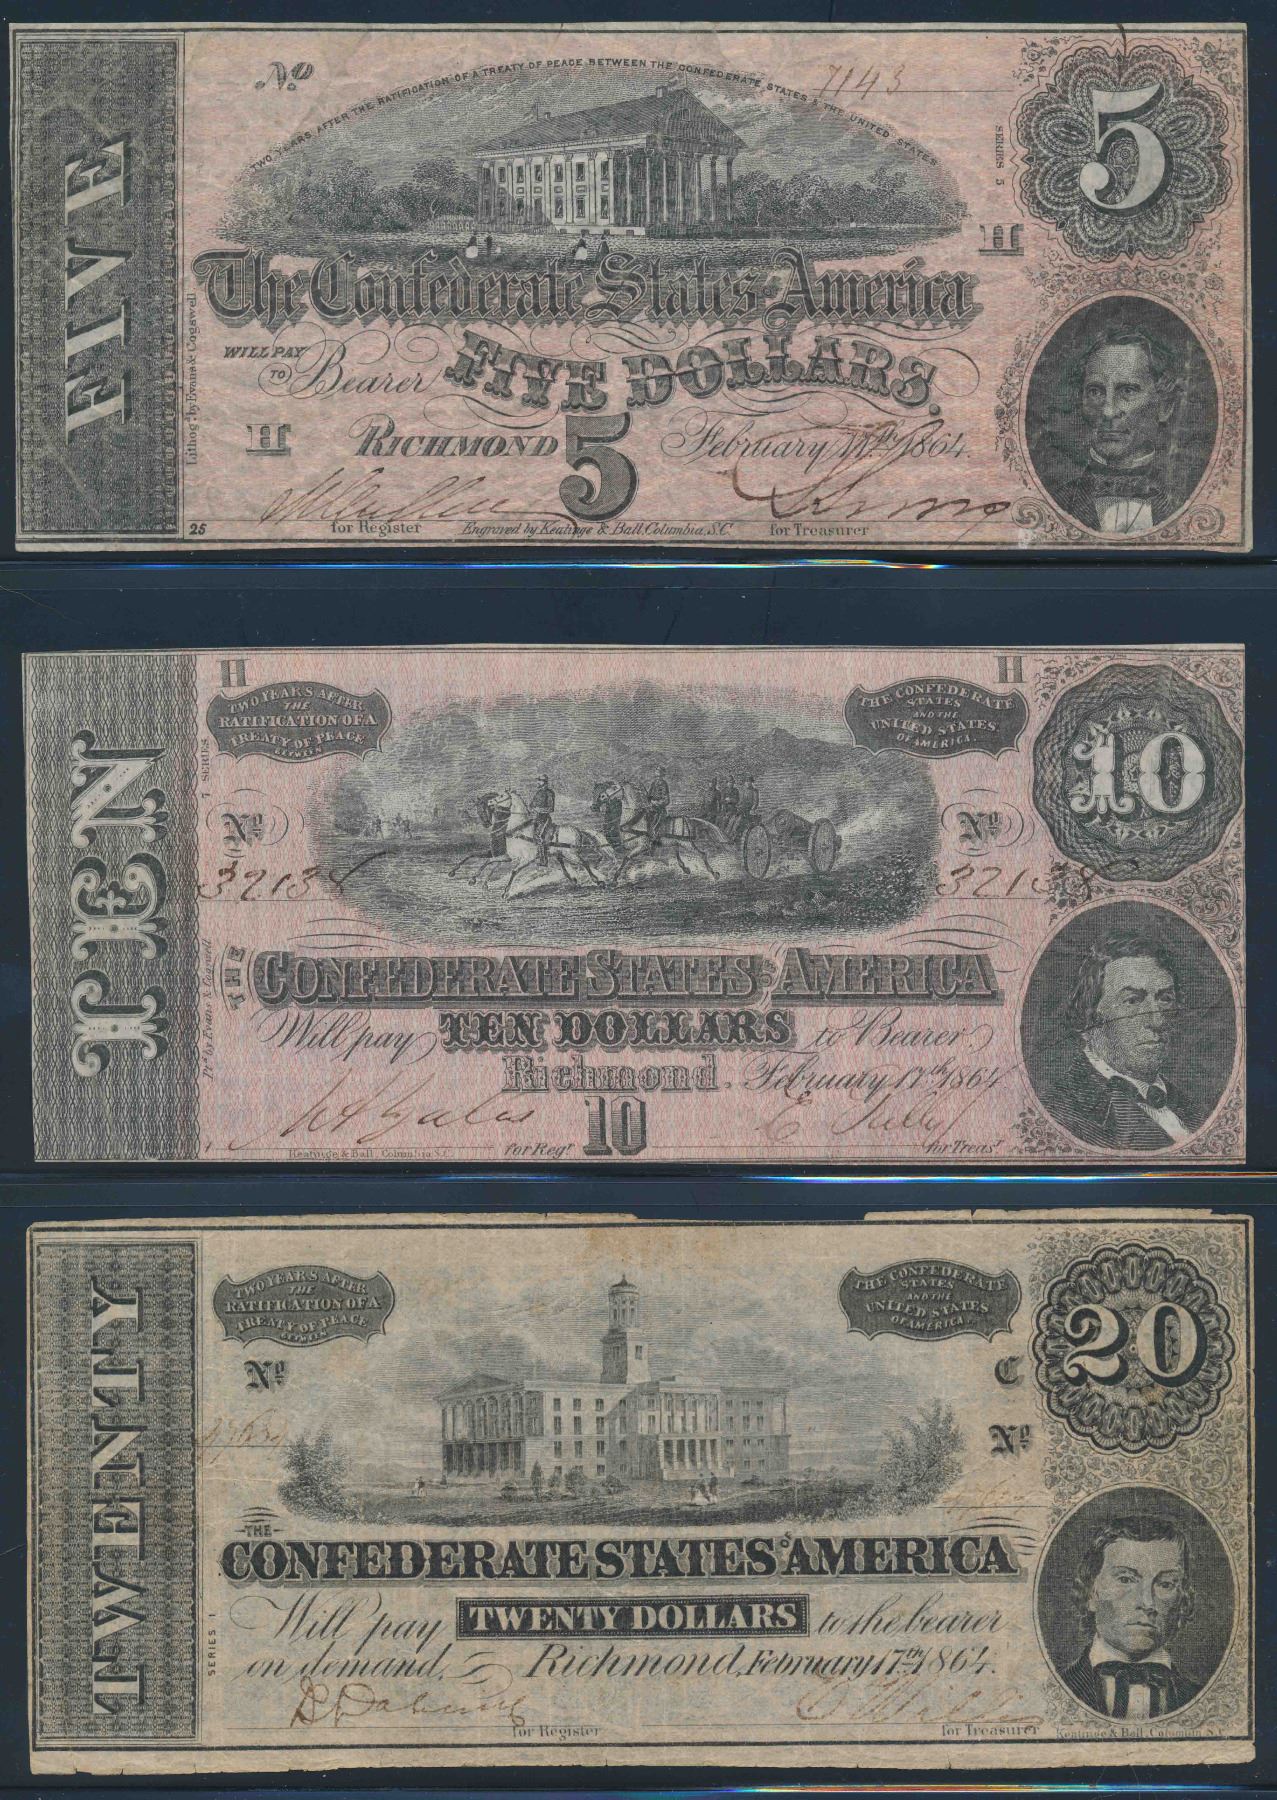 FIVE
No
TWO YEARS AFTER THE RATIFICATION OF A TREATY OF PEACE BETWEEN THE CONFEDERATE STATES & THE UNITED STATES
7143
SERIES 5
5
H
The Confederate States of America
WILL PAY TO Bearer FIVE DOLLARS.
H RICHMOND 5 February 17th 1864.
Lithog. by Evans & Cogswell
25
for Register
Engraved by Keatinge & Ball, Columbia, S.C.
for Treasurer
TEN
H
H
TWO YEARS AFTER
THE
RATIFICATION OF A
TREATY OF PEACE
BETWEEN
THE CONFEDERATE
STATES
AND THE
UNITED STATES
OF AMERICA.
10
7 SERIES
No
No
32138
32138
THE
CONFEDERATE STATES OF AMERICA
Will pay TEN DOLLARS to Bearer.
Richmond. February 17th 1864
10
Ptd by Evans & Cogswell
1
Keatinge & Ball, Columbia S.C.
for Regr
for Treasr
TWENTY
TWO YEARS AFTER
THE
RATIFICATION OF A
TREATY OF PEACE
BETWEEN
THE CONFEDERATE
STATES
AND THE
UNITED STATES
OF AMERICA.
20
No
C
No
THE
CONFEDERATE STATES OF AMERICA
Will pay TWENTY DOLLARS to the bearer
on demand. Richmond, February 17th 1864.
SERIES 1
for Register
for Treasurer
Keatinge & Ball, Columbia S.C.